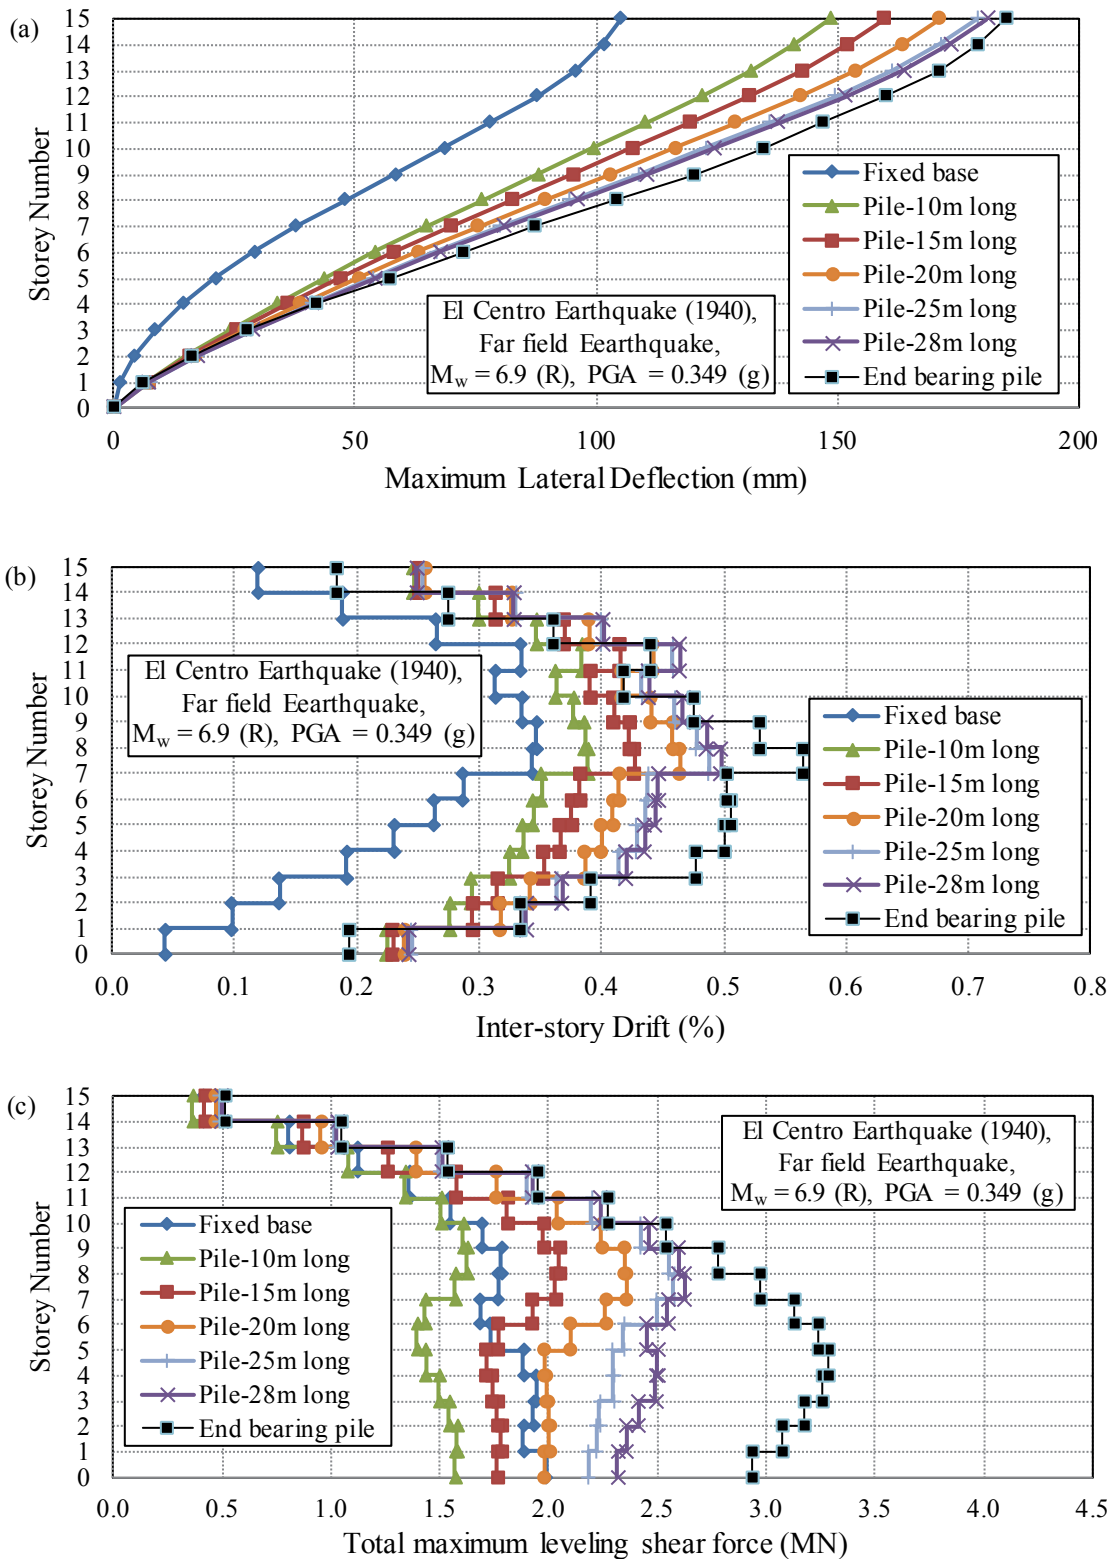 (a)
Storey Number
15
14
13
12
11
10
9
8
7
6
5
4
3
2
1
0
Fixed base
Pile-10m long
Pile-15m long
Pile-20m long
Pile-25m long
Pile-28m long
End bearing pile
El Centro Earthquake (1940),
Far field Eearthquake,
Mw = 6.9 (R), PGA = 0.349 (g)
0 50 100 150 200
Maximum Lateral Deflection (mm)
(b)
Storey Number
15
14
13
12
11
10
9
8
7
6
5
4
3
2
1
0
El Centro Earthquake (1940),
Far field Eearthquake,
Mw = 6.9 (R), PGA = 0.349 (g)
Fixed base
Pile-10m long
Pile-15m long
Pile-20m long
Pile-25m long
Pile-28m long
End bearing pile
0.0 0.1 0.2 0.3 0.4 0.5 0.6 0.7 0.8
Inter-story Drift (%)
(c)
Storey Number
15
14
13
12
11
10
9
8
7
6
5
4
3
2
1
0
El Centro Earthquake (1940),
Far field Eearthquake,
Mw = 6.9 (R), PGA = 0.349 (g)
Fixed base
Pile-10m long
Pile-15m long
Pile-20m long
Pile-25m long
Pile-28m long
End bearing pile
0.0 0.5 1.0 1.5 2.0 2.5 3.0 3.5 4.0 4.5
Total maximum leveling shear force (MN)